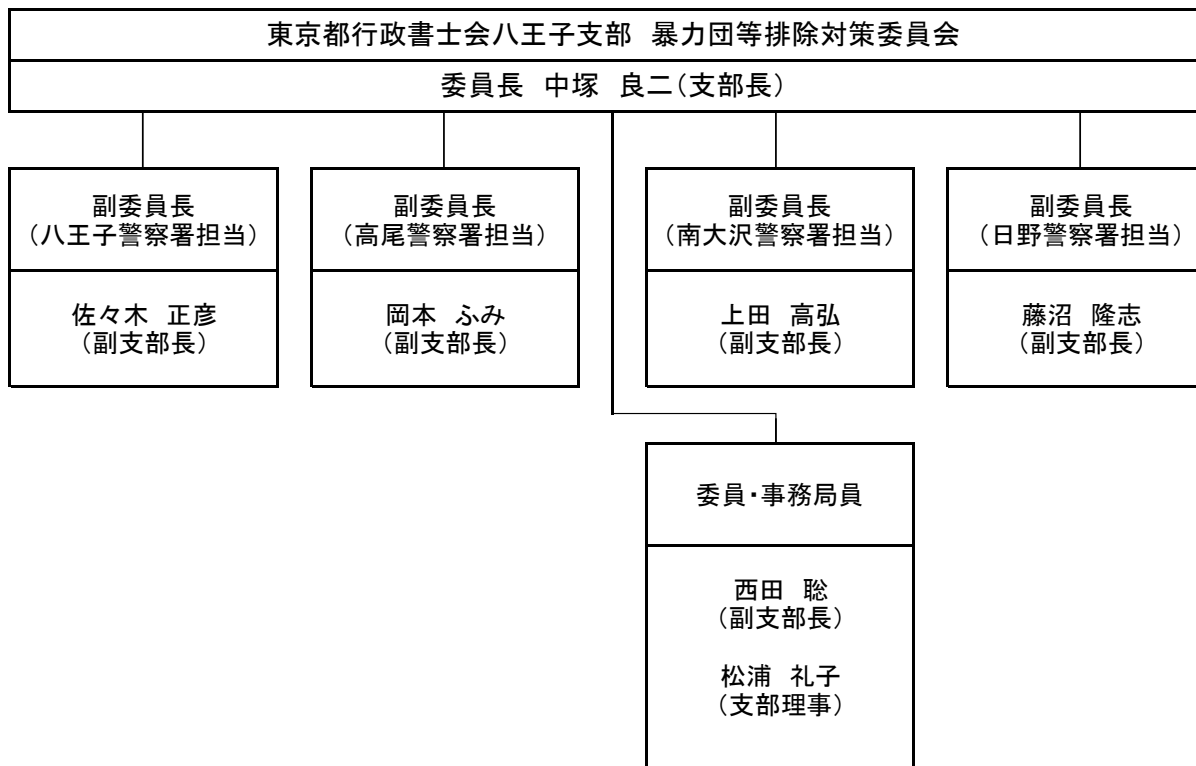 東京都行政書士会八王子支部 暴力団等排除対策委員会
委員長 中塚 良二(支部長)
副委員長
(八王子警察署担当)
佐々木 正彦
(副支部長)
副委員長
(高尾警察署担当)
岡本 ふみ
(副支部長)
副委員長
(南大沢警察署担当)
上田 高弘
(副支部長)
副委員長
(日野警察署担当)
藤沼 隆志
(副支部長)
委員・事務局員
西田 聡
(副支部長)
松浦 礼子
(支部理事)